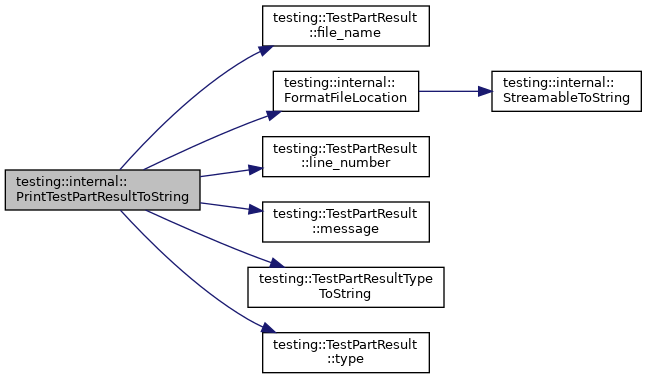 testing::TestPartResult
::file_name
testing::internal::
FormatFileLocation
testing::internal::
StreamableToString
testing::TestPartResult
::line_number
testing::internal::
PrintTestPartResultToString
testing::TestPartResult
::message
testing::TestPartResultType
ToString
testing::TestPartResult
::type